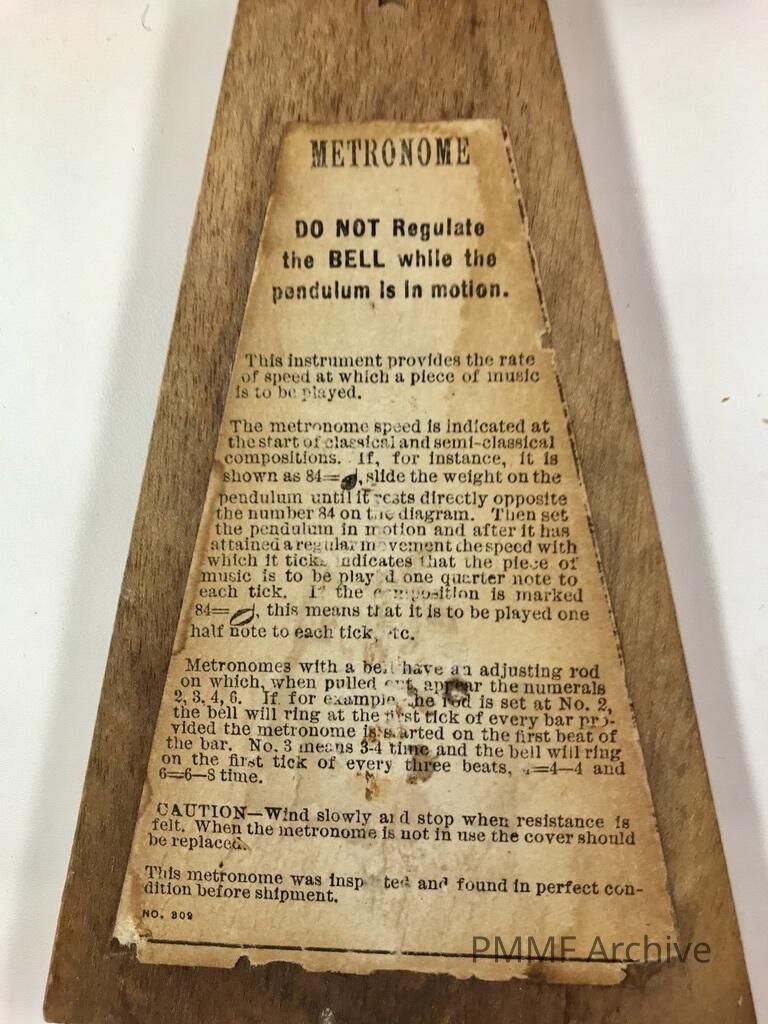 METRONOME
DO NOT Regulate
the BELL while the
pendulum is in motion.
This instrument provides the rate
of speed at which a piece of music
is to be played.
The metronome speed is indicated at
the start of classical and semi-classical
compositions. If, for instance, it is
shown as 84=♩, slide the weight on the
pendulum until it rests directly opposite
the number 84 on the diagram. Then set
the pendulum in motion and after it has
attained a regular movement the speed with
which it ticks indicates that the piece of
music is to be played one quarter note to
each tick. If the composition is marked
84=𝅗𝅥, this means that it is to be played one
half note to each tick, etc.
Metronomes with a bell have an adjusting rod
on which, when pulled out, appear the numerals
2, 3, 4, 6. If for example, the rod is set at No. 2,
the bell will ring at the first tick of every bar pro-
vided the metronome is started on the first beat of
the bar. No. 3 means 3-4 time and the bell will ring
on the first tick of every three beats, 4=4—4 and
6=6—8 time.
CAUTION—Wind slowly and stop when resistance is
felt. When the metronome is not in use the cover should
be replaced.
This metronome was inspected and found in perfect con-
dition before shipment.
NO. 809
PMMF Archive